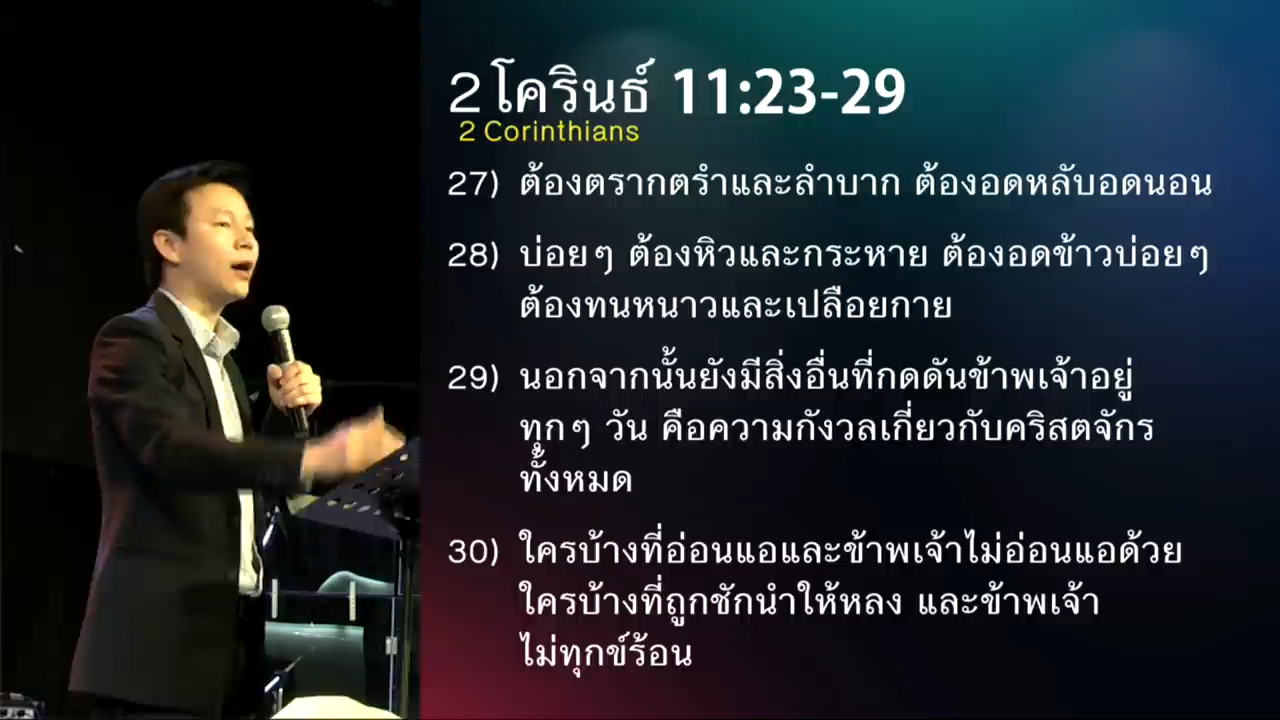 2 โครินธ์ 11:23-29
2 Corinthians
27) ต้องตรากตรำและลำบาก ต้องอดหลับอดนอน
28) บ่อยๆ ต้องหิวและกระหาย ต้องอดข้าวบ่อยๆ
ต้องทนหนาวและเปลือยกาย
29) นอกจากนั้นยังมีสิ่งอื่นที่กดดันข้าพเจ้าอยู่
ทุกๆ วัน คือความกังวลเกี่ยวกับคริสตจักร
ทั้งหมด
30) ใครบ้างที่อ่อนแอและข้าพเจ้าไม่อ่อนแอด้วย
ใครบ้างที่ถูกชักนำให้หลง และข้าพเจ้า
ไม่ทุกข์ร้อน